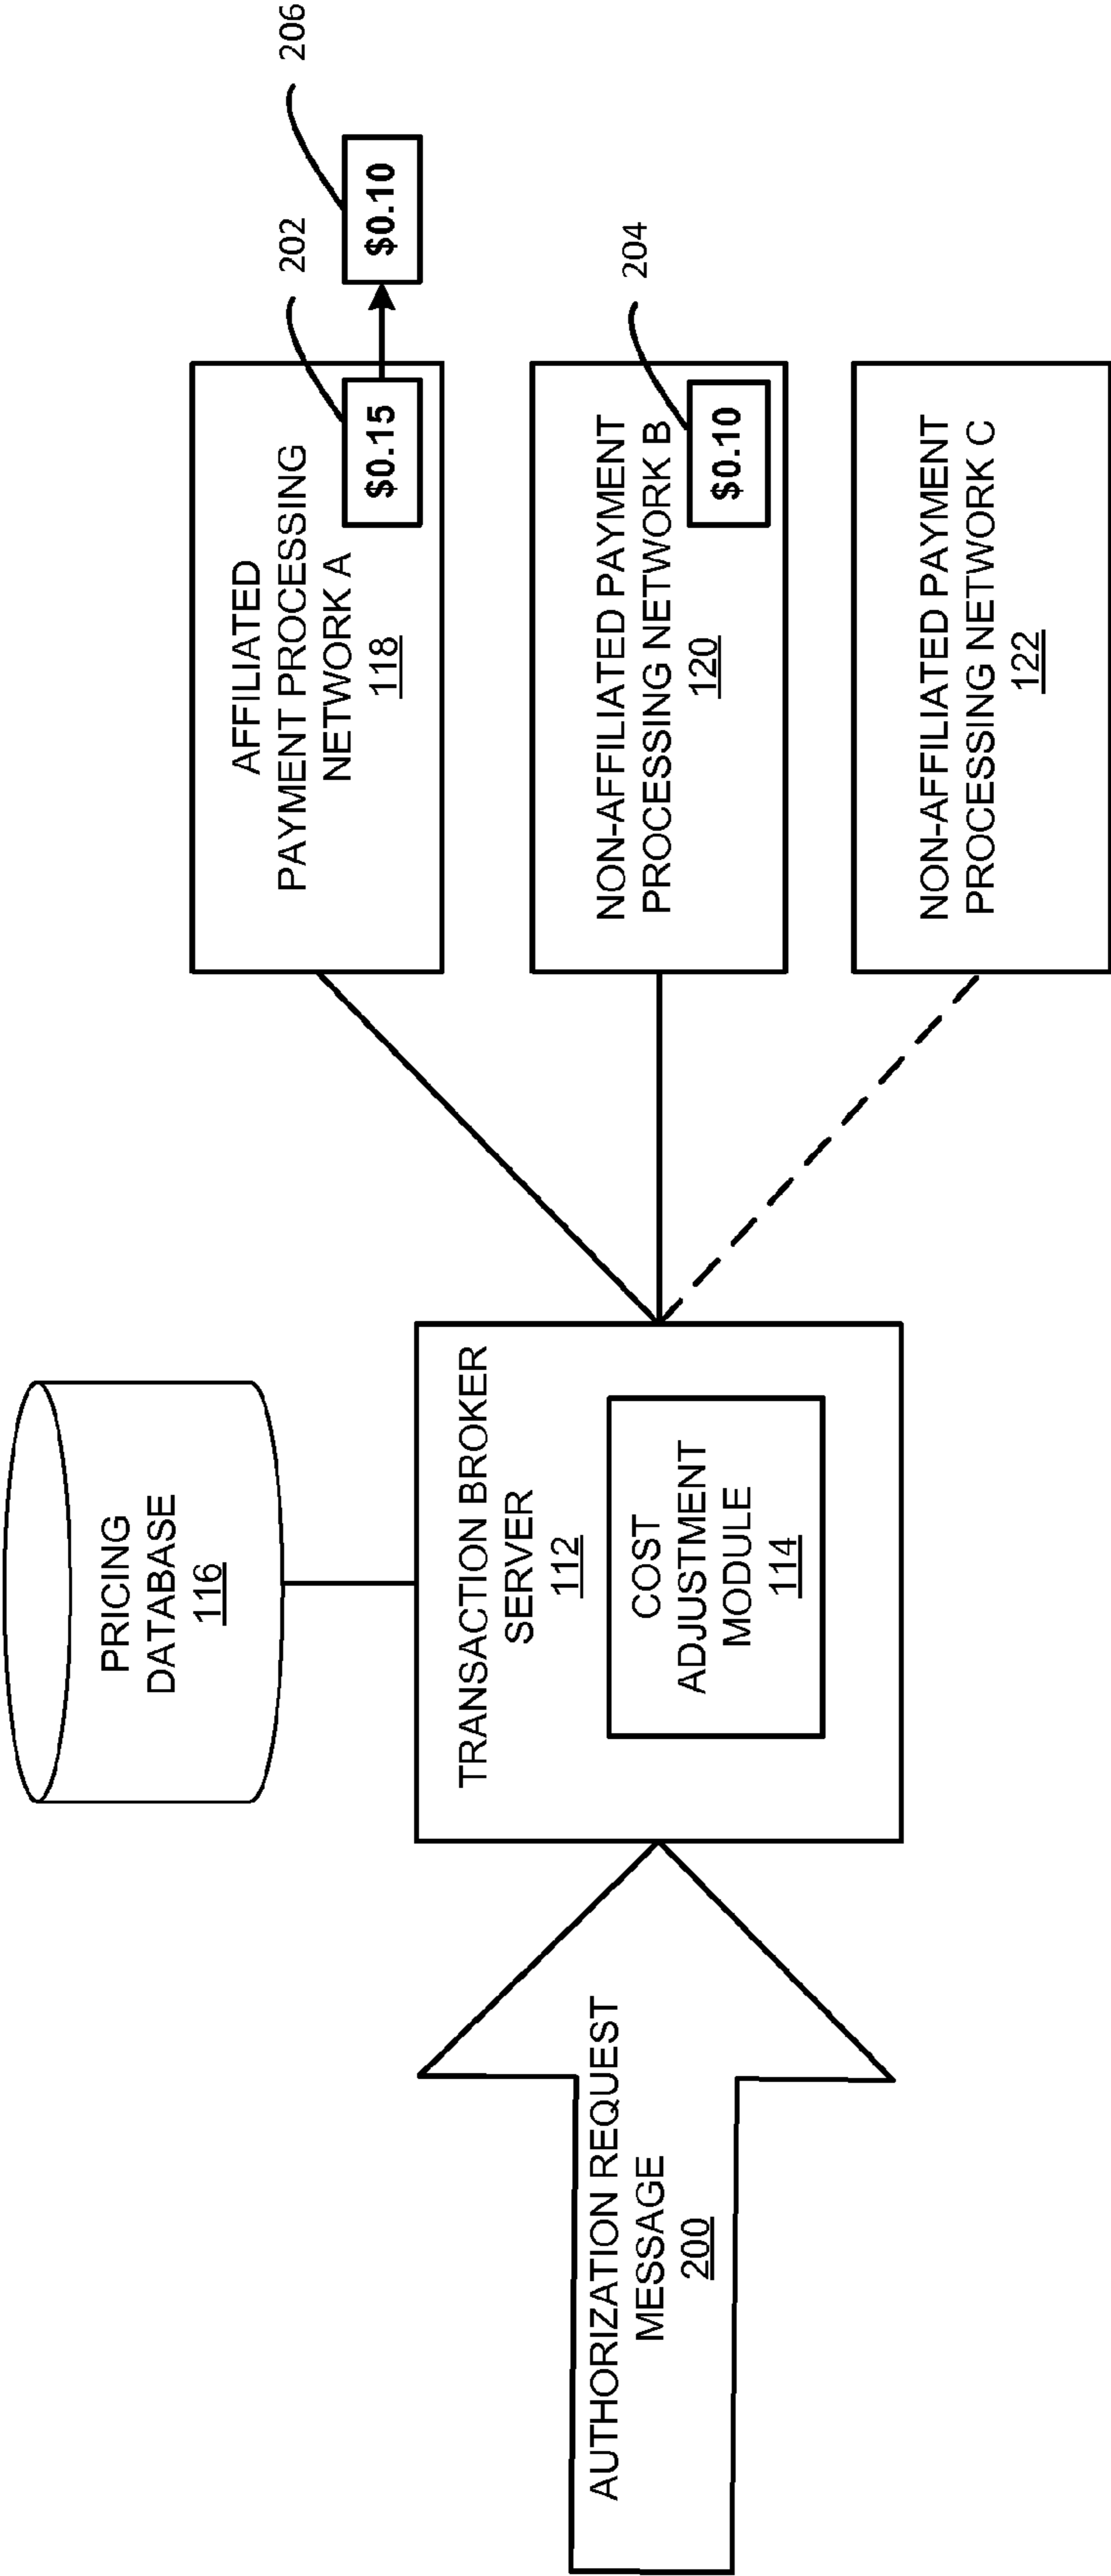 PRICING
DATABASE
116
AUTHORIZATION REQUEST
MESSAGE
200
TRANSACTION BROKER
SERVER
112
COST
ADJUSTMENT
MODULE
114
AFFILIATED
PAYMENT PROCESSING
NETWORK A
118
$0.15
202
$0.10
206
NON-AFFILIATED PAYMENT
PROCESSING NETWORK B
120
$0.10
204
NON-AFFILIATED PAYMENT
PROCESSING NETWORK C
122